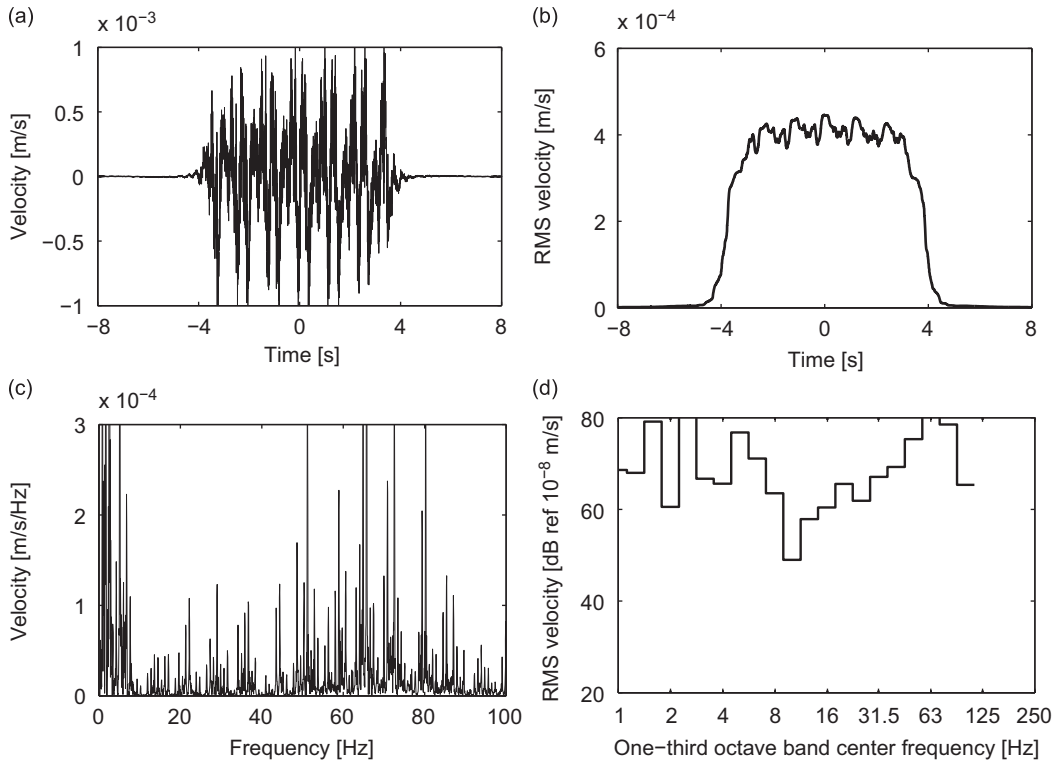 (a)
x 10⁻³
1
0.5
0
−0.5
−1
Velocity [m/s]
−8
−4
0
4
8
Time [s]
(b)
x 10⁻⁴
6
4
2
0
RMS velocity [m/s]
−8
−4
0
4
8
Time [s]
(c)
x 10⁻⁴
3
2
1
0
Velocity [m/s/Hz]
0
20
40
60
80
100
Frequency [Hz]
(d)
80
60
40
20
RMS velocity [dB ref 10⁻⁸ m/s]
1
2
4
8
16
31.5
63
125
250
One−third octave band center frequency [Hz]